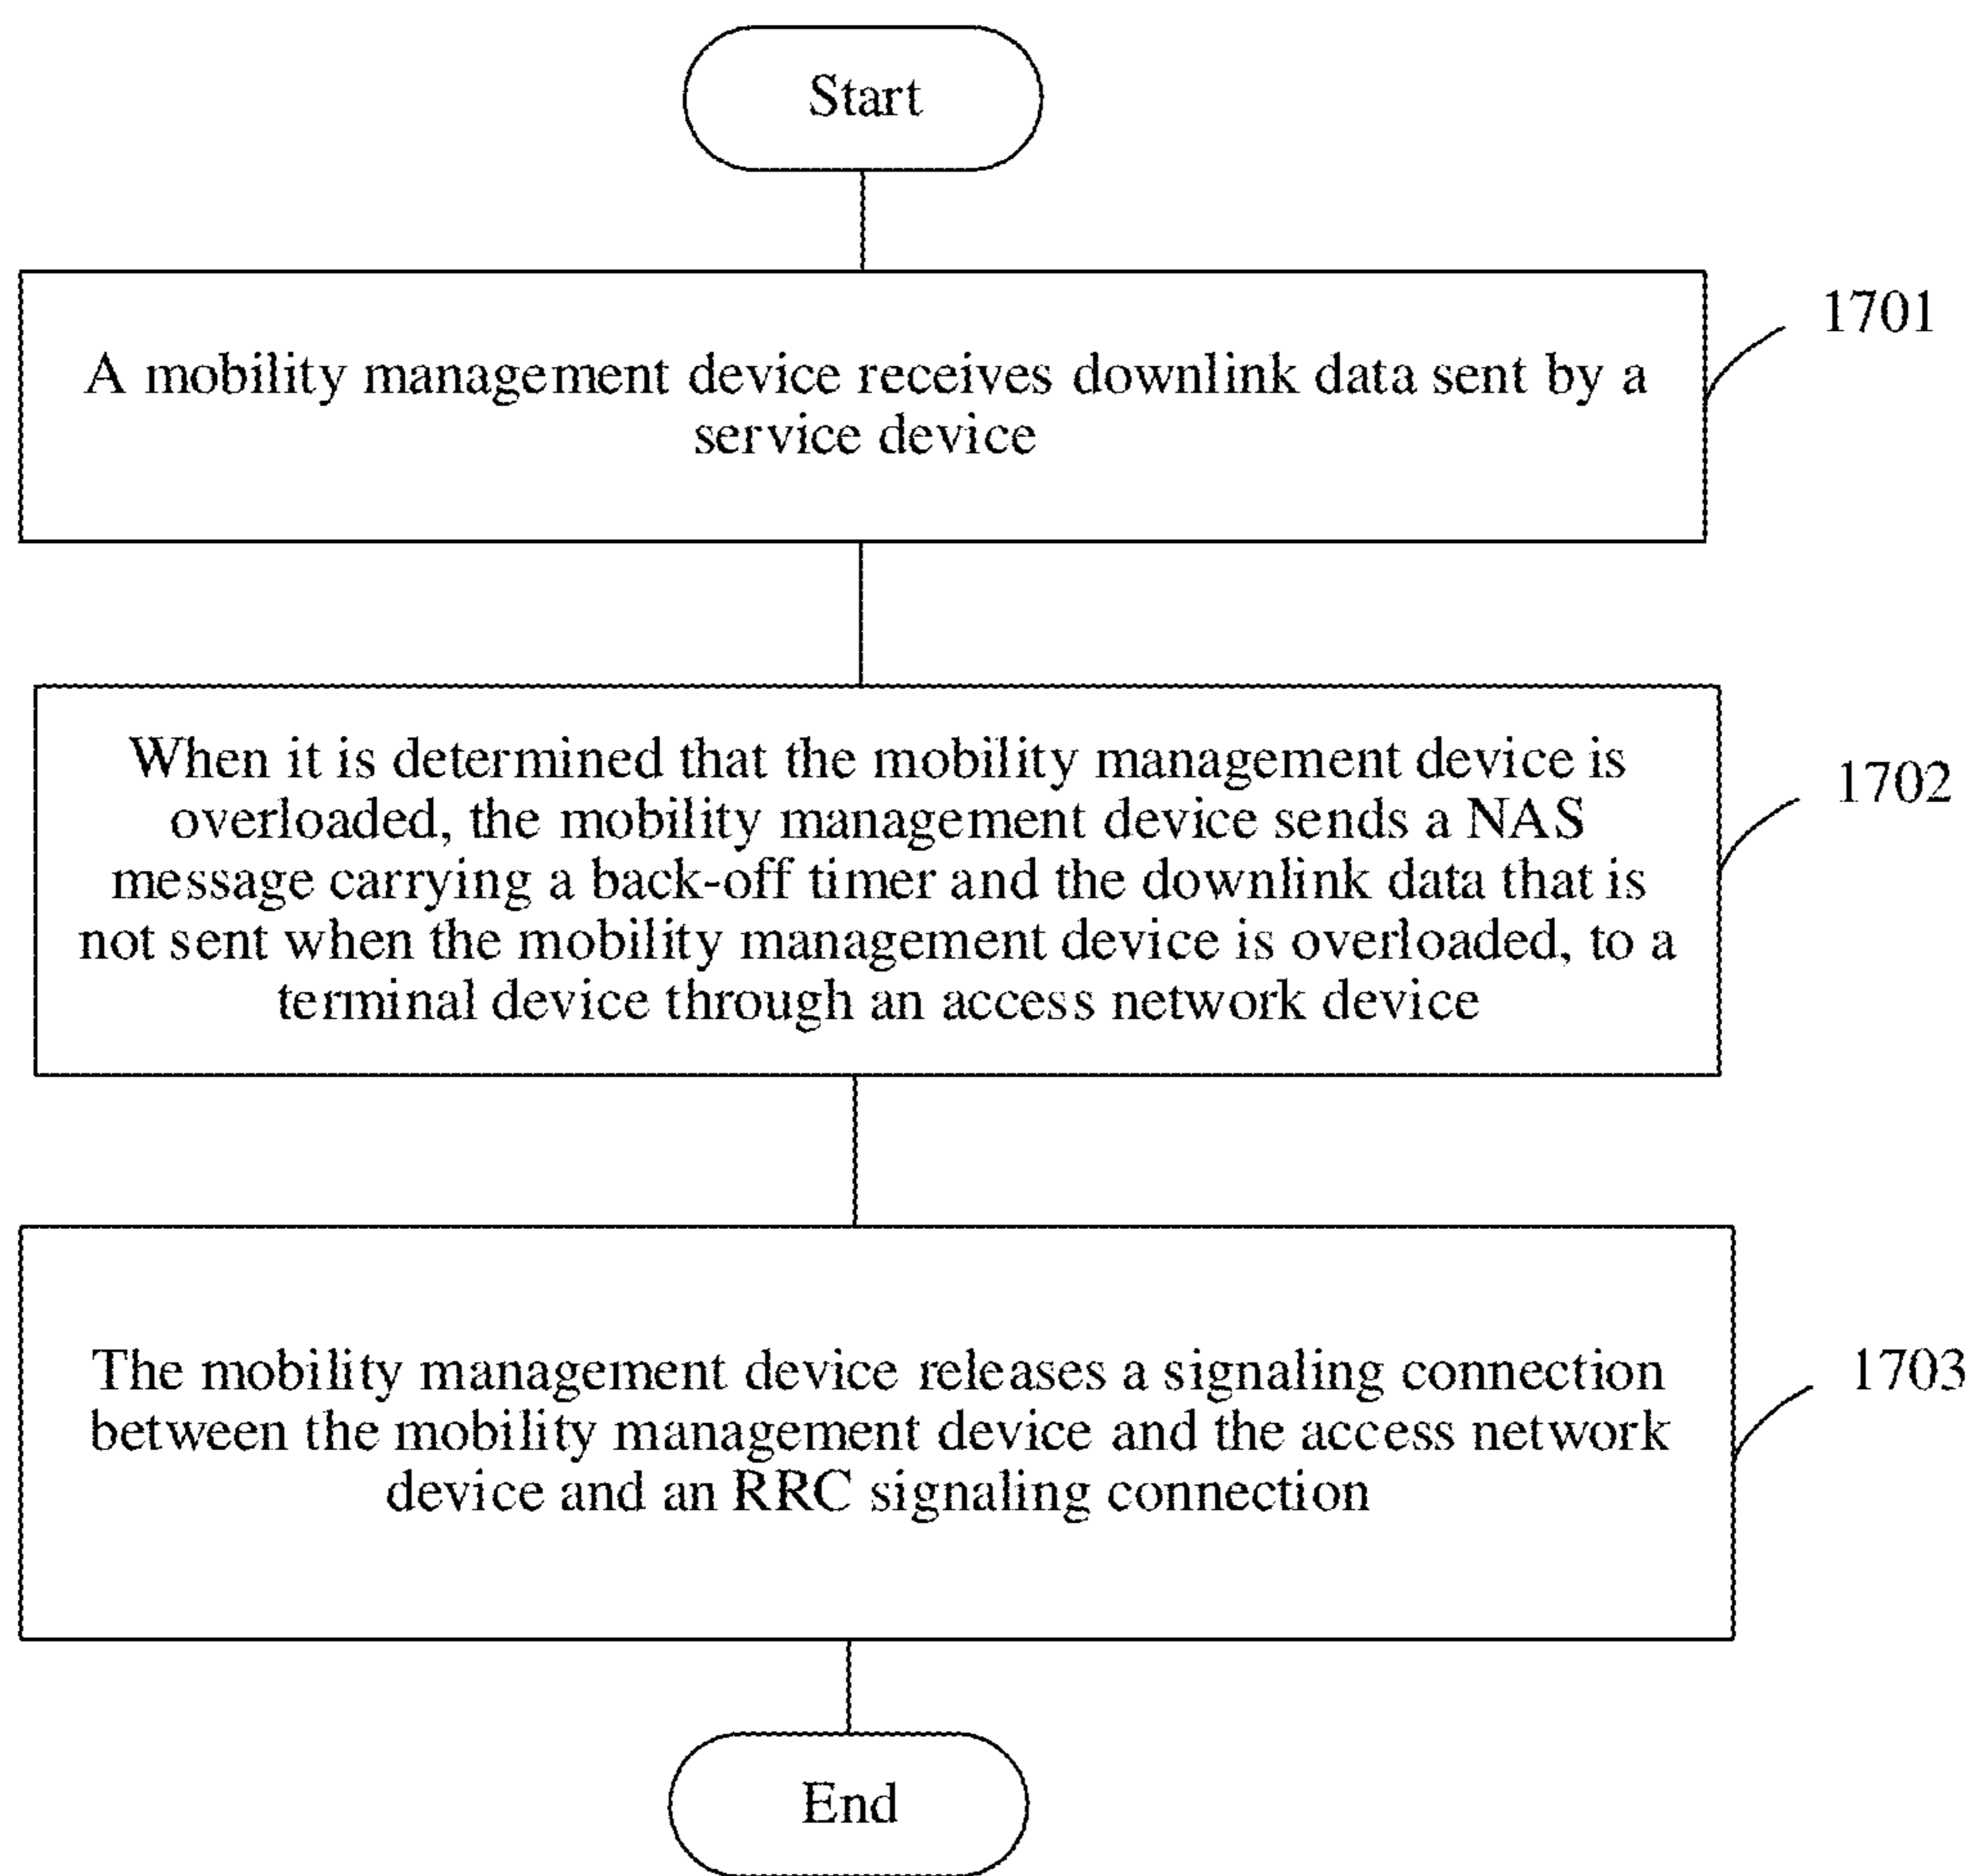 Start
1701
A mobility management device receives downlink data sent by a
service device
1702
When it is determined that the mobility management device is
overloaded, the mobility management device sends a NAS
message carrying a back-off timer and the downlink data that is
not sent when the mobility management device is overloaded, to a
terminal device through an access network device
1703
The mobility management device releases a signaling connection
between the mobility management device and the access network
device and an RRC signaling connection
End